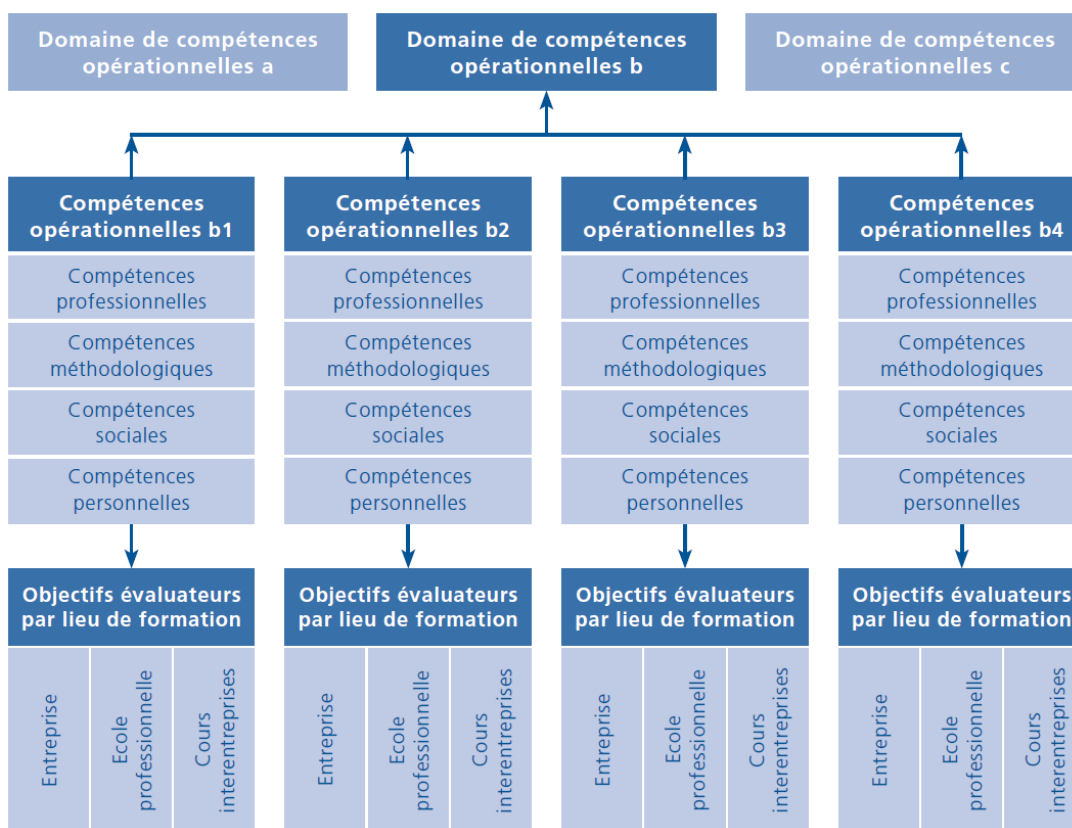 Domaine de compétences
opérationnelles a
Domaine de compétences
opérationnelles b
Domaine de compétences
opérationnelles c
Compétences
opérationnelles b1
Compétences
opérationnelles b2
Compétences
opérationnelles b3
Compétences
opérationnelles b4
Compétences
professionnelles
Compétences
professionnelles
Compétences
professionnelles
Compétences
professionnelles
Compétences
méthodologiques
Compétences
méthodologiques
Compétences
méthodologiques
Compétences
méthodologiques
Compétences
sociales
Compétences
sociales
Compétences
sociales
Compétences
sociales
Compétences
personnelles
Compétences
personnelles
Compétences
personnelles
Compétences
personnelles
Objectifs évaluateurs
par lieu de formation
Objectifs évaluateurs
par lieu de formation
Objectifs évaluateurs
par lieu de formation
Objectifs évaluateurs
par lieu de formation
Entreprise
Ecole
professionnelle
Cours
interentreprises
Entreprise
Ecole
professionnelle
Cours
interentreprises
Entreprise
Ecole
professionnelle
Cours
interentreprises
Entreprise
Ecole
professionnelle
Cours
interentreprises